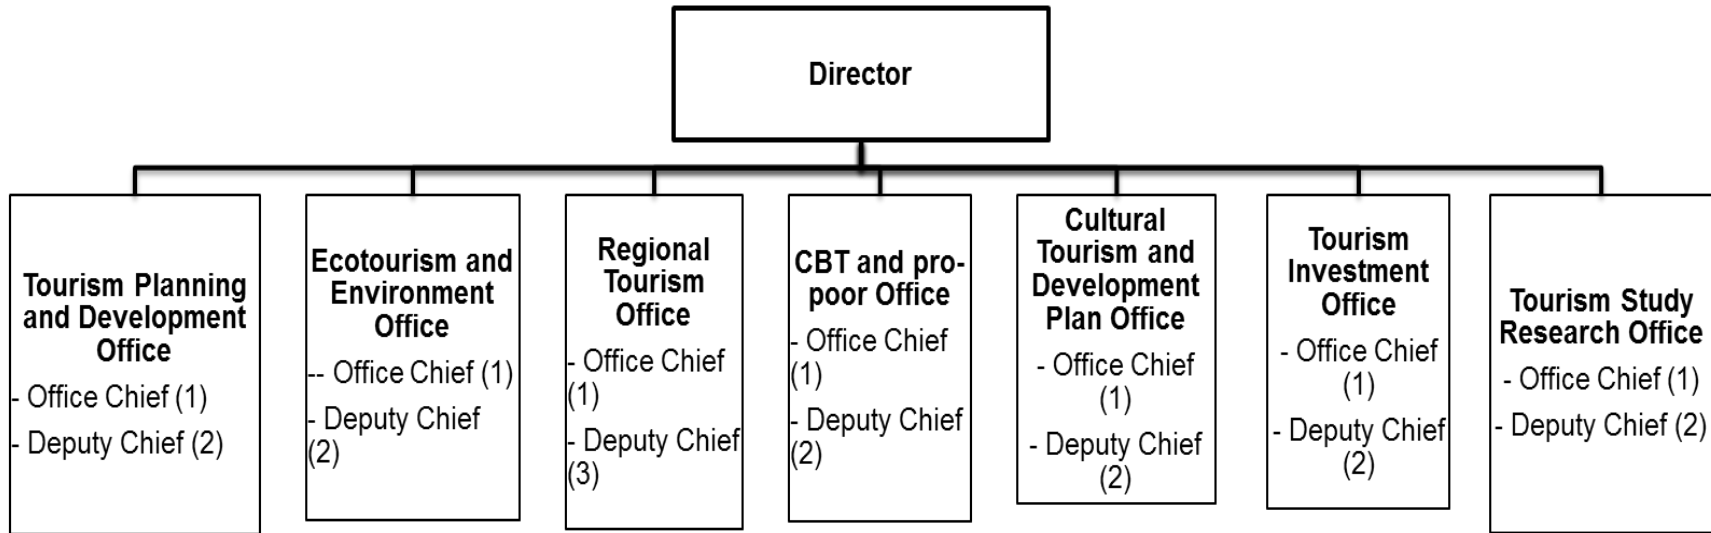 Director
Tourism Planning
and Development
Office
- Office Chief (1)
- Deputy Chief (2)
Ecotourism and
Environment
Office
-- Office Chief (1)
- Deputy Chief
(2)
Regional
Tourism
Office
- Office Chief
(1)
- Deputy Chief
(3)
CBT and pro-
poor Office
- Office Chief
(1)
- Deputy Chief
(2)
Cultural
Tourism and
Development
Plan Office
- Office Chief
(1)
- Deputy Chief
(2)
Tourism
Investment
Office
- Office Chief
(1)
- Deputy Chief
(2)
Tourism Study
Research Office
- Office Chief (1)
- Deputy Chief (2)